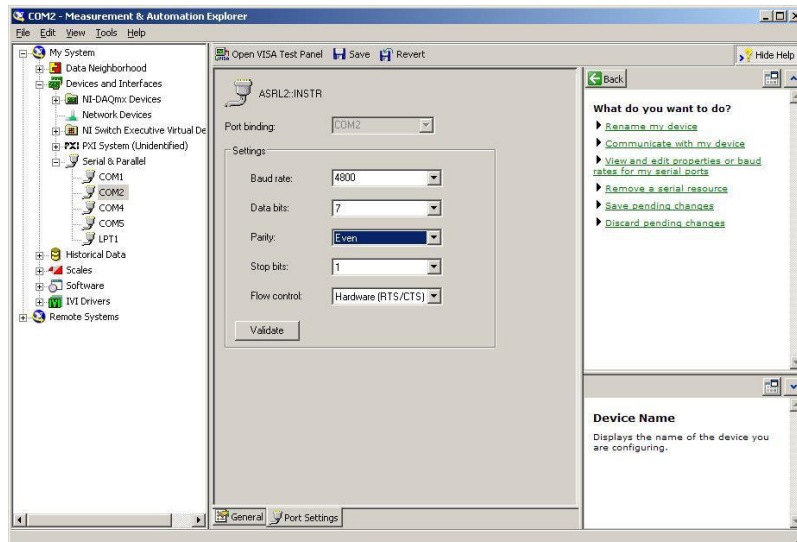 COM2 - Measurement & Automation Explorer
File Edit View Tools Help
My System
Data Neighborhood
Devices and Interfaces
NI-DAQmx Devices
Network Devices
NI Switch Executive Virtual De
PXI PXI System (Unidentified)
Serial & Parallel
COM1
COM2
COM4
COM5
LPT1
Historical Data
Scales
Software
IVI Drivers
Remote Systems
Open VISA Test Panel Save Revert
Hide Help
ASRL2::INSTR
Port binding: COM2
Settings
Baud rate: 4800
Data bits: 7
Parity: Even
Stop bits: 1
Flow control: Hardware (RTS/CTS)
Validate
General Port Settings
Back
What do you want to do?
Rename my device
Communicate with my device
View and edit properties or baud
rates for my serial ports
Remove a serial resource
Save pending changes
Discard pending changes
Device Name
Displays the name of the device you
are configuring.